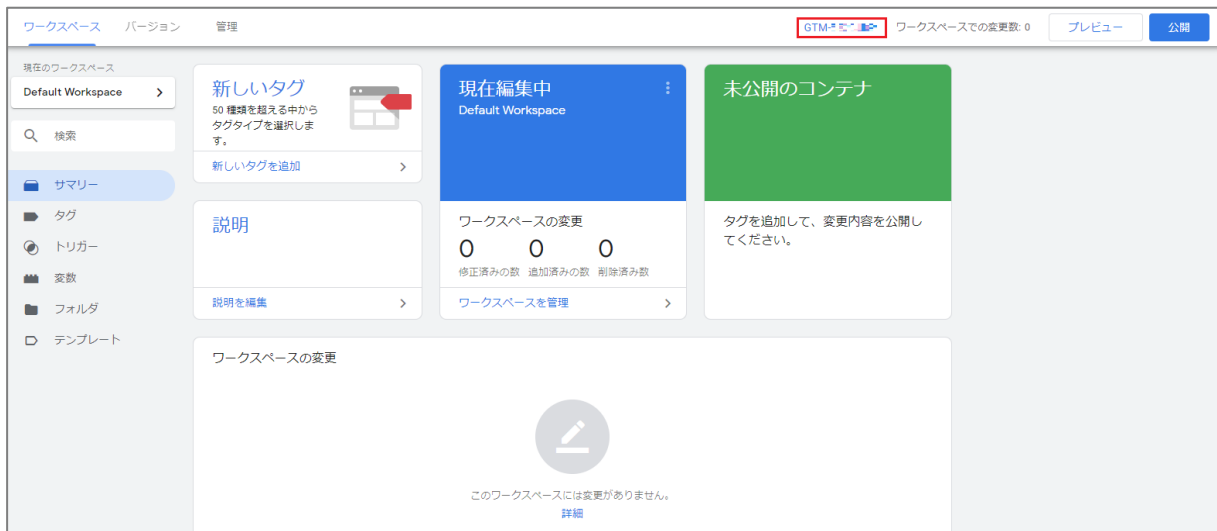 ワークスペース バージョン 管理
GTM- ワークスペースでの変更数: 0 プレビュー 公開
現在のワークスペース
Default Workspace
検索
サマリー
タグ
トリガー
変数
フォルダ
テンプレート
新しいタグ
50 種類を超える中から
タグタイプを選択しま
す。
新しいタグを追加
説明
説明を編集
現在編集中
Default Workspace
ワークスペースの変更
0 0 0
修正済みの数 追加済みの数 削除済み数
ワークスペースを管理
未公開のコンテナ
タグを追加して、変更内容を公開し
てください。
ワークスペースの変更
このワークスペースには変更がありません。
詳細